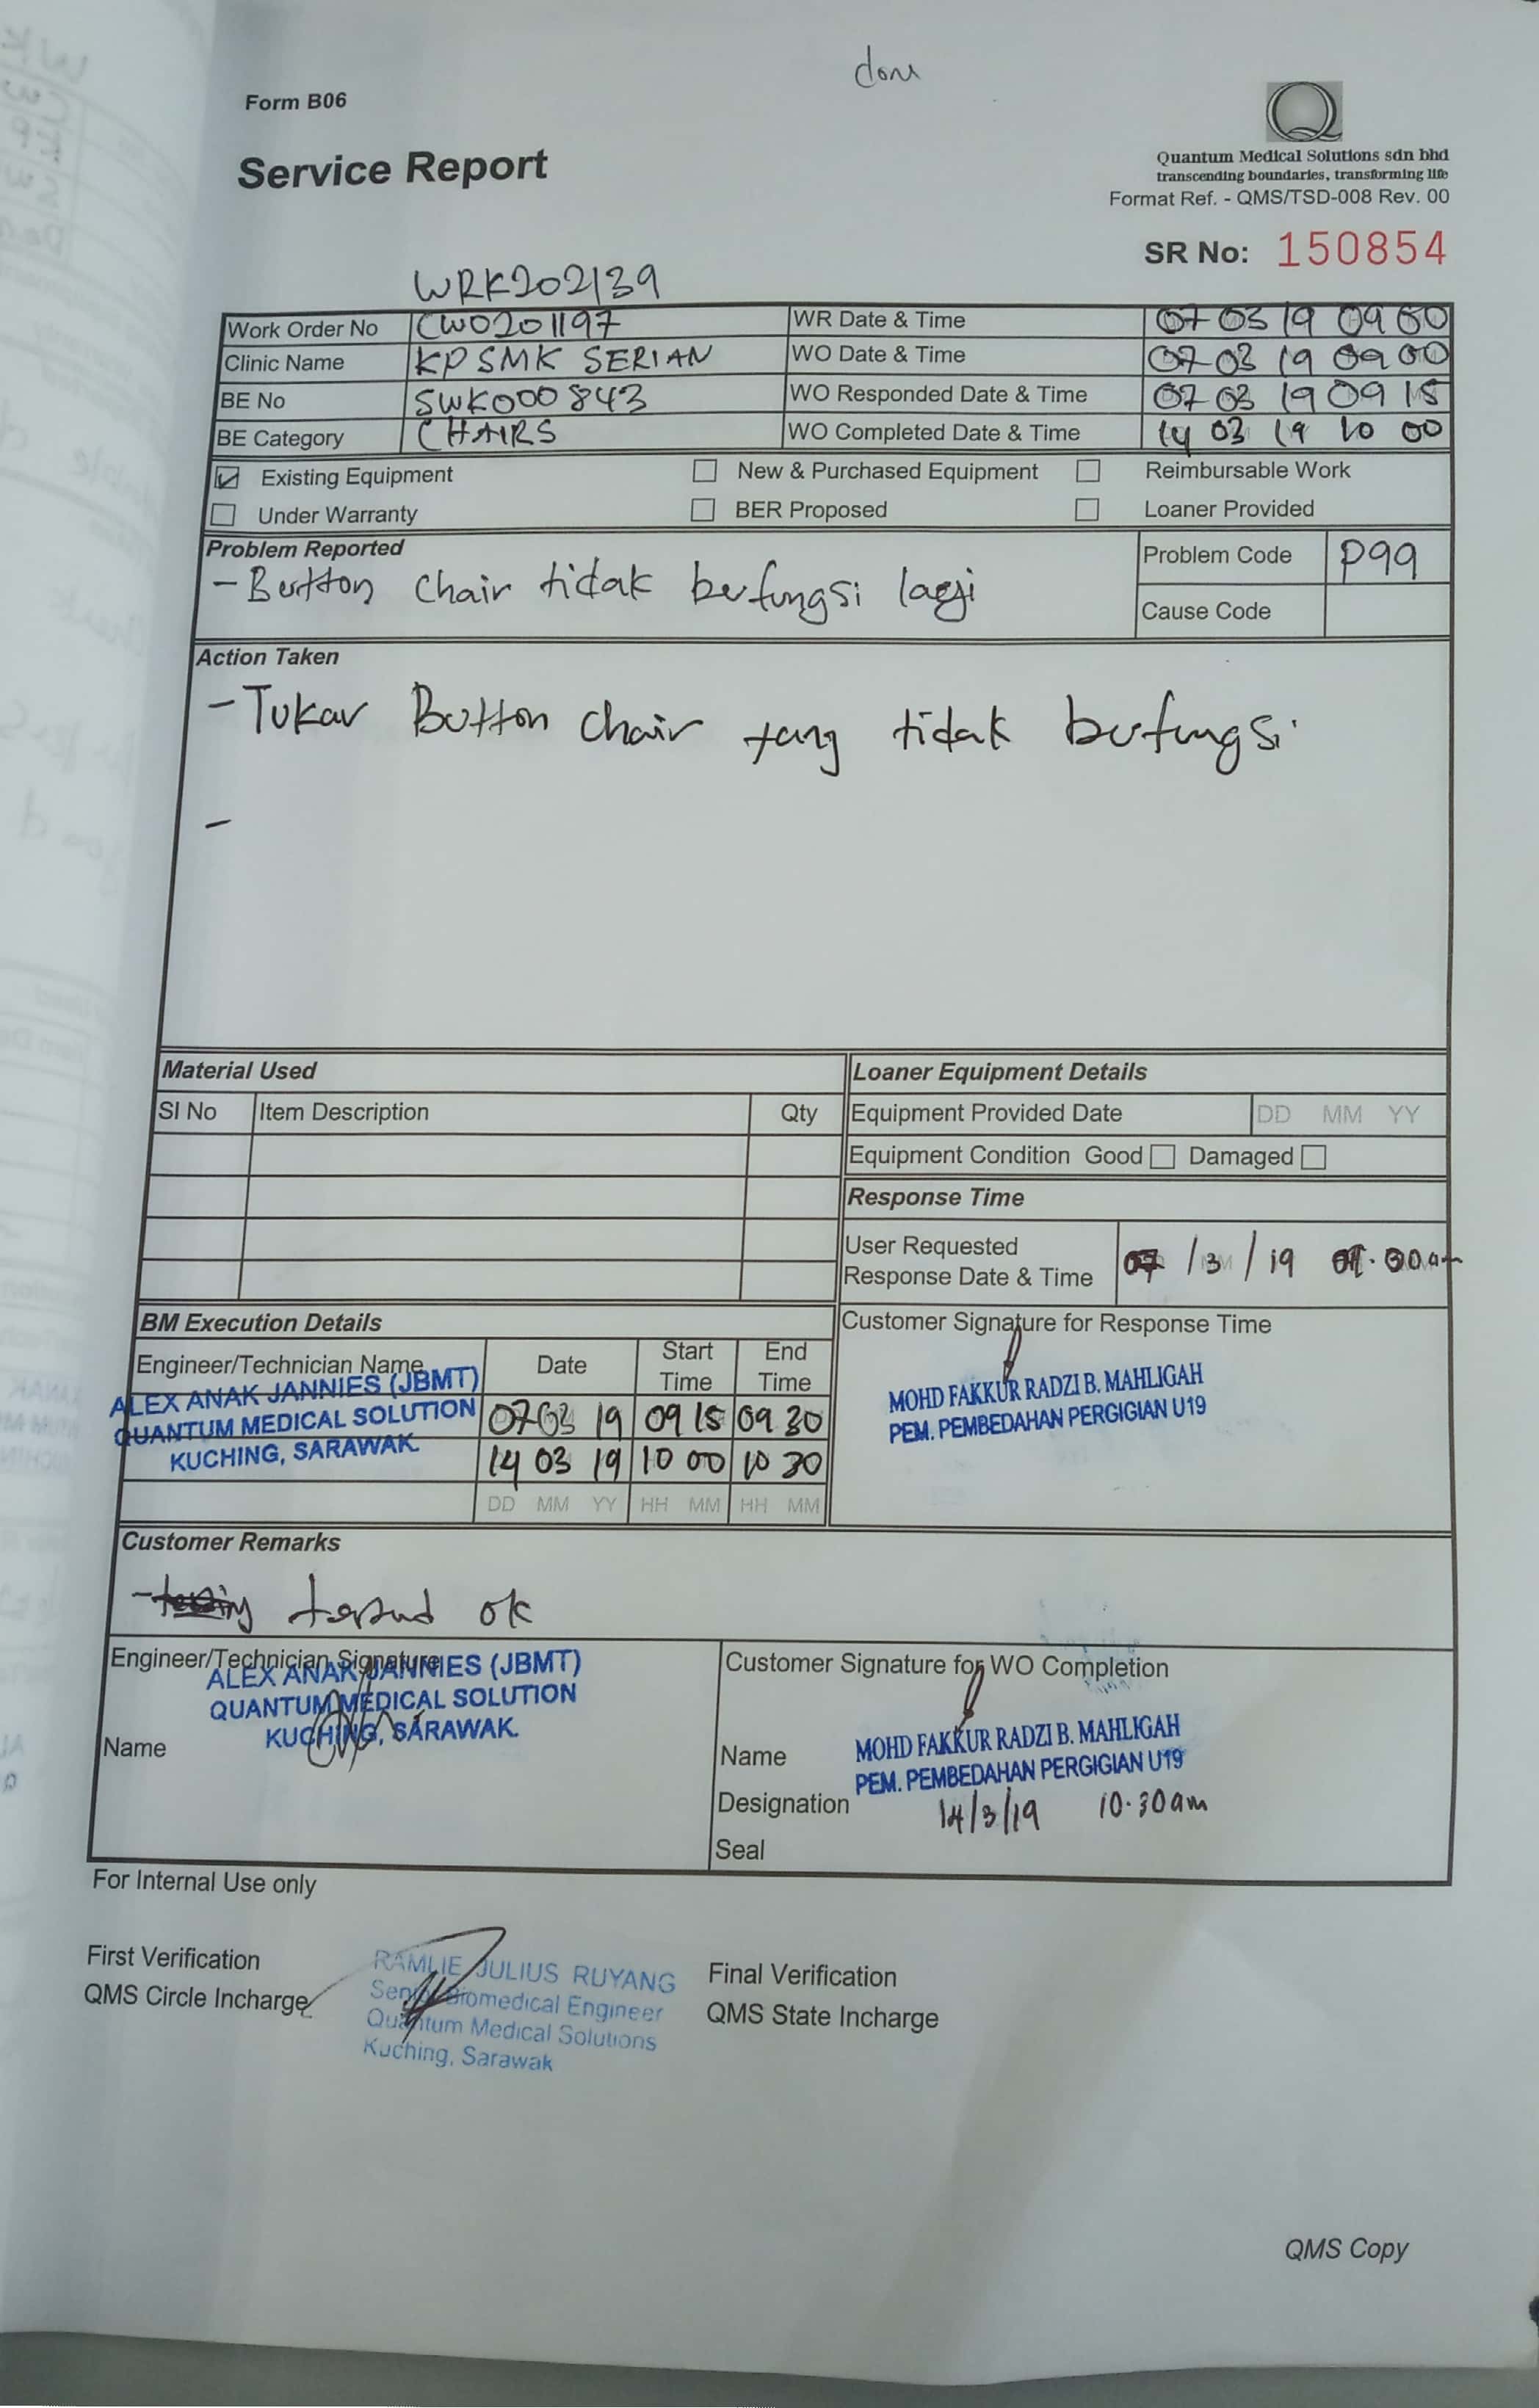 done
Form B06
Service Report
Quantum Medical Solutions sdn bhd
transcending boundaries, transforming life
Format Ref. - QMS/TSD-008 Rev. 00
SR No: 150854
WRK202139
Work Order No CWO201197 WR Date & Time 07 03 19 09 00
Clinic Name KPSMK SERIAN WO Date & Time 07 03 19 09 00
BE No SWK000843 WO Responded Date & Time 07 03 19 09 15
BE Category CHAIRS WO Completed Date & Time 14 03 19 10 00
Existing Equipment New & Purchased Equipment Reimbursable Work
Under Warranty BER Proposed Loaner Provided
Problem Reported Problem Code P99
- Button chair tidak berfungsi lagi
Cause Code
Action Taken
- Tukar Button chair yang tidak berfungsi
-
Material Used Loaner Equipment Details
SI No Item Description Qty Equipment Provided Date DD MM YY
Equipment Condition Good Damaged
Response Time
User Requested
Response Date & Time 07/3/19
BM Execution Details Customer Signature for Response Time
Engineer/Technician Name Date Start Time End Time
ALEX ANAK JANNIES (JBMT)
QUANTUM MEDICAL SOLUTION
KUCHING, SARAWAK.
07 03 19 09 15 09 30
14 03 19 10 00 10 30
DD MM YY HH MM HH MM
MOHD FAKKUR RADZI B. MAHLIGAH
PEM. PEMBEDAHAN PERGIGIAN U19
Customer Remarks
- ok
Engineer/Technician Signature Customer Signature for WO Completion
ALEX ANAK JANNIES (JBMT)
QUANTUM MEDICAL SOLUTION
KUCHING, SARAWAK.
Name
Name MOHD FAKKUR RADZI B. MAHLIGAH
PEM. PEMBEDAHAN PERGIGIAN U19
Designation 14/3/19 10.30am
Seal
For Internal Use only
First Verification
QMS Circle Incharge
RAMLIE JULIUS RUYANG
Senior Biomedical Engineer
Quantum Medical Solutions
Kuching, Sarawak
Final Verification
QMS State Incharge
QMS Copy